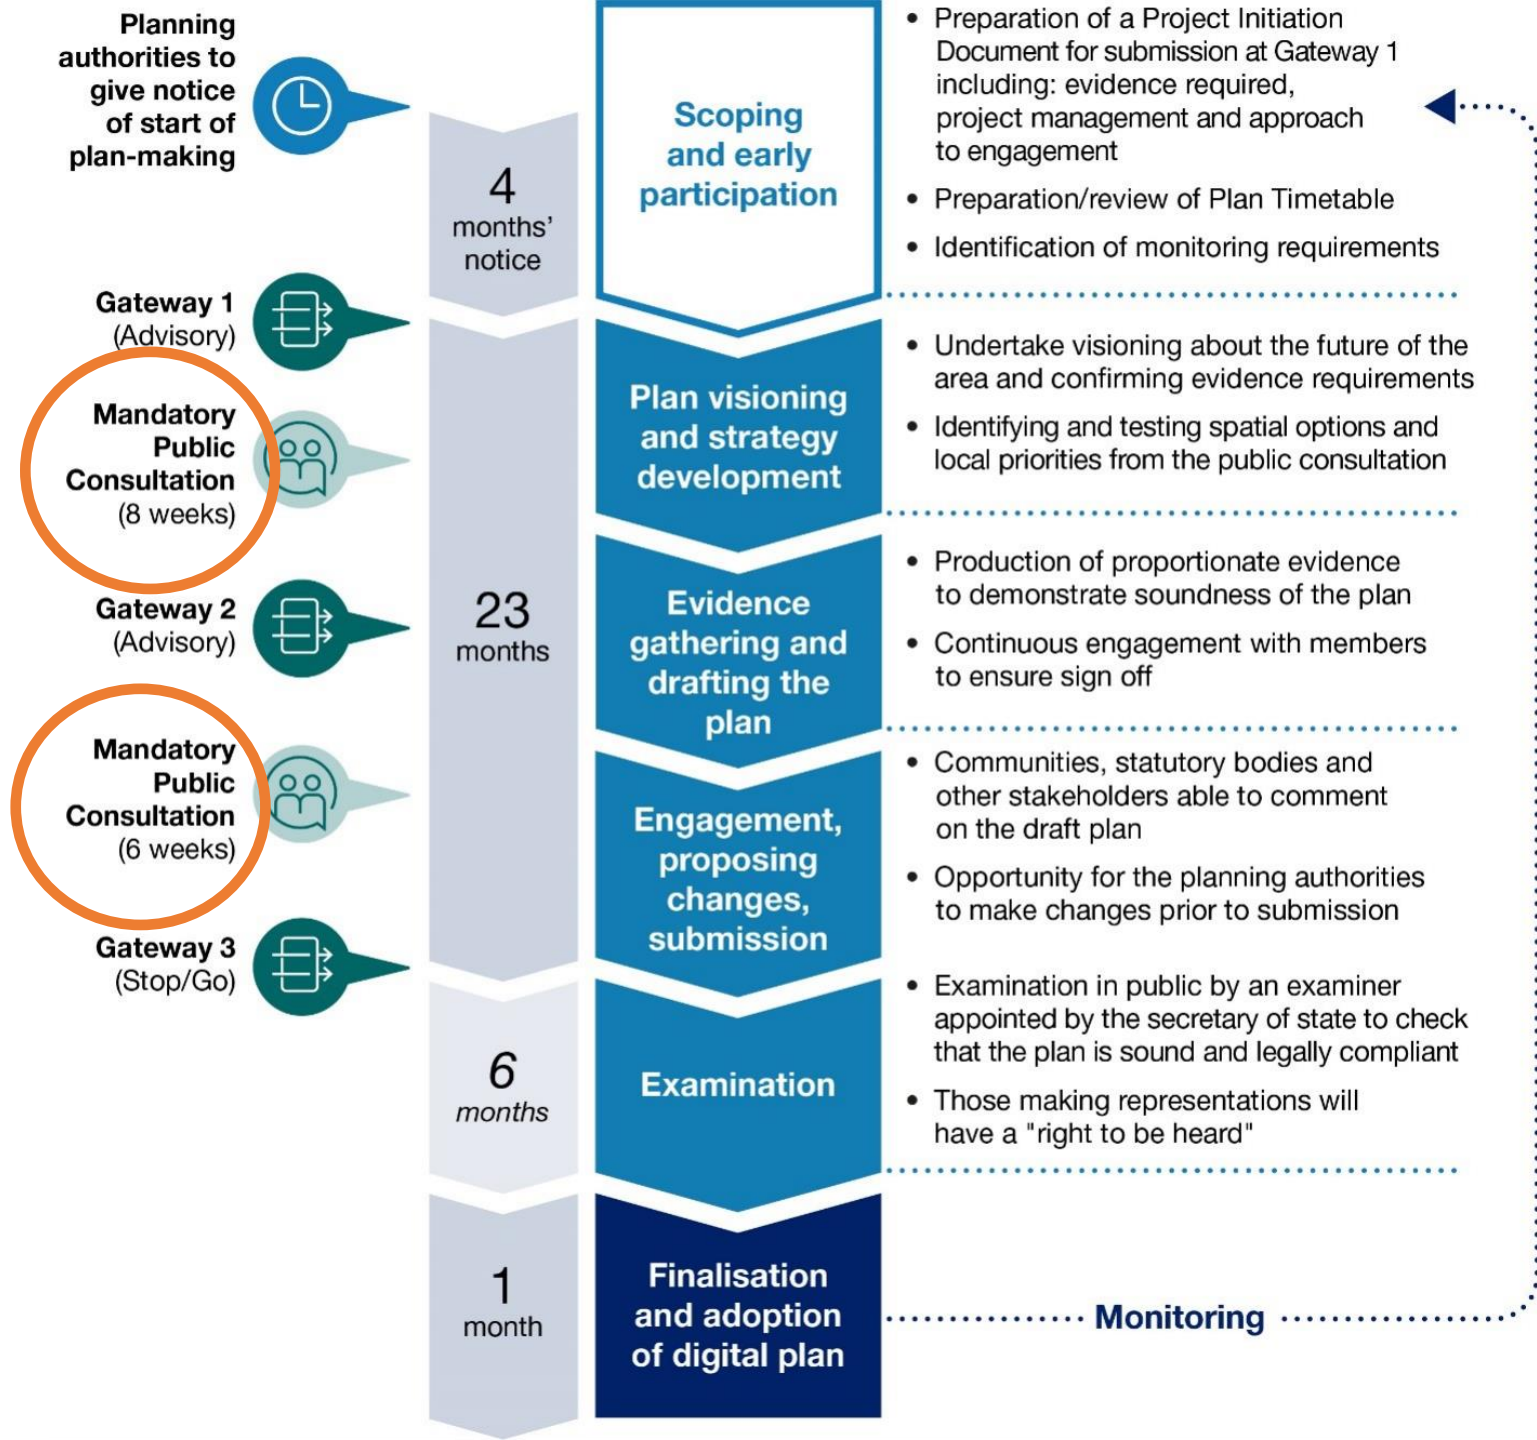 Planning
authorities to
give notice
of start of
plan-making
4
months’
notice
Scoping
and early
participation
• Preparation of a Project Initiation
Document for submission at Gateway 1
including: evidence required,
project management and approach
to engagement
• Preparation/review of Plan Timetable
• Identification of monitoring requirements
Gateway 1
(Advisory)
Mandatory
Public
Consultation
(8 weeks)
Plan visioning
and strategy
development
• Undertake visioning about the future of the
area and confirming evidence requirements
• Identifying and testing spatial options and
local priorities from the public consultation
Gateway 2
(Advisory)
23
months
Evidence
gathering and
drafting the
plan
• Production of proportionate evidence
to demonstrate soundness of the plan
• Continuous engagement with members
to ensure sign off
Mandatory
Public
Consultation
(6 weeks)
Engagement,
proposing
changes,
submission
• Communities, statutory bodies and
other stakeholders able to comment
on the draft plan
• Opportunity for the planning authorities
to make changes prior to submission
Gateway 3
(Stop/Go)
6
months
Examination
• Examination in public by an examiner
appointed by the secretary of state to check
that the plan is sound and legally compliant
• Those making representations will
have a "right to be heard"
1
month
Finalisation
and adoption
of digital plan
Monitoring